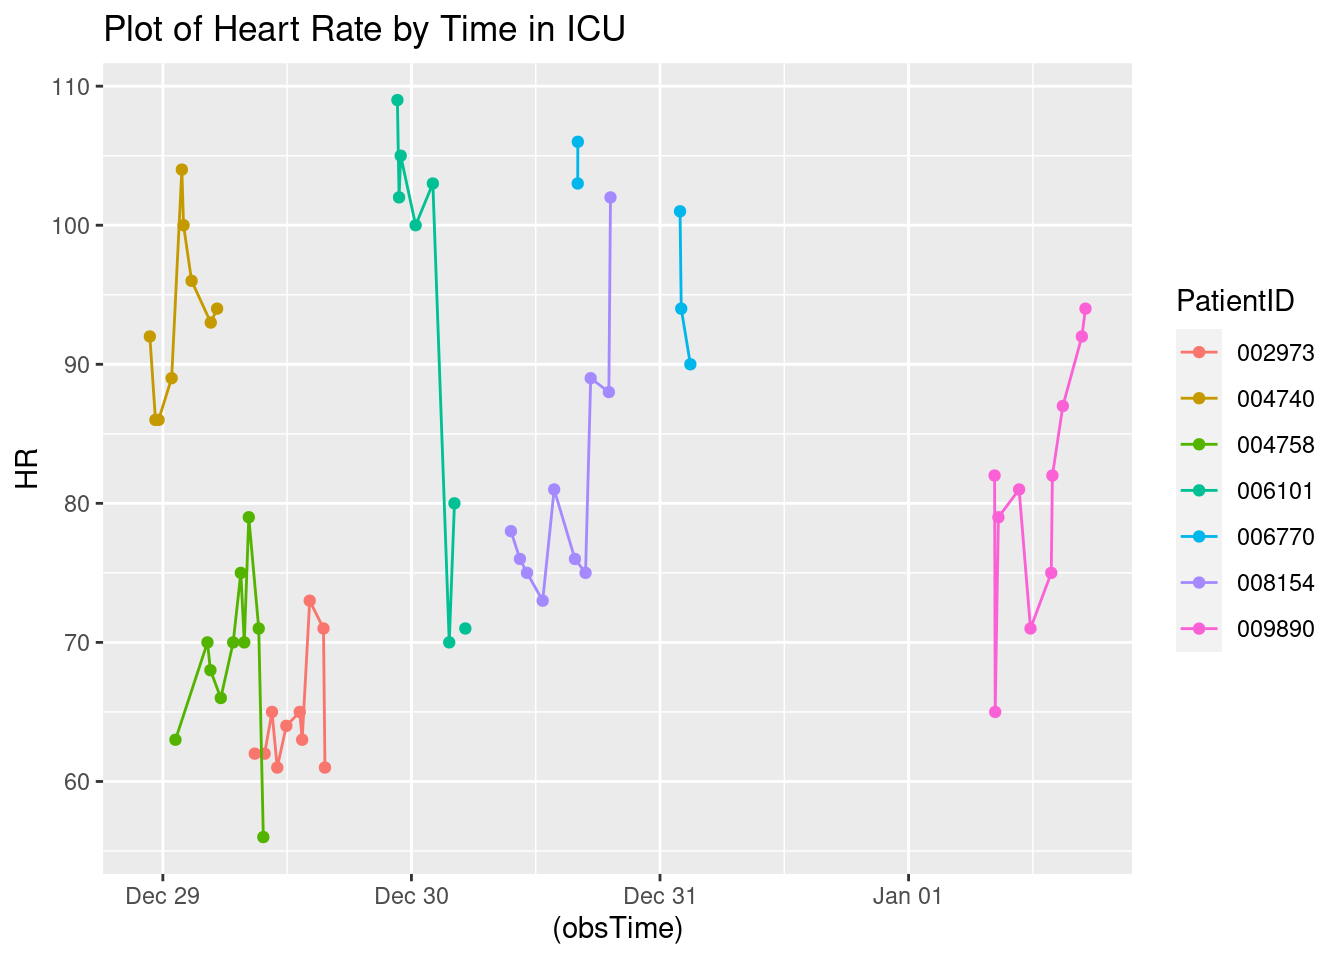 Plot of Heart Rate by Time in ICU
110
100
90
80
70
60
HR
Dec 29
Dec 30
Dec 31
Jan 01
(obsTime)
PatientID
002973
004740
004758
006101
006770
008154
009890